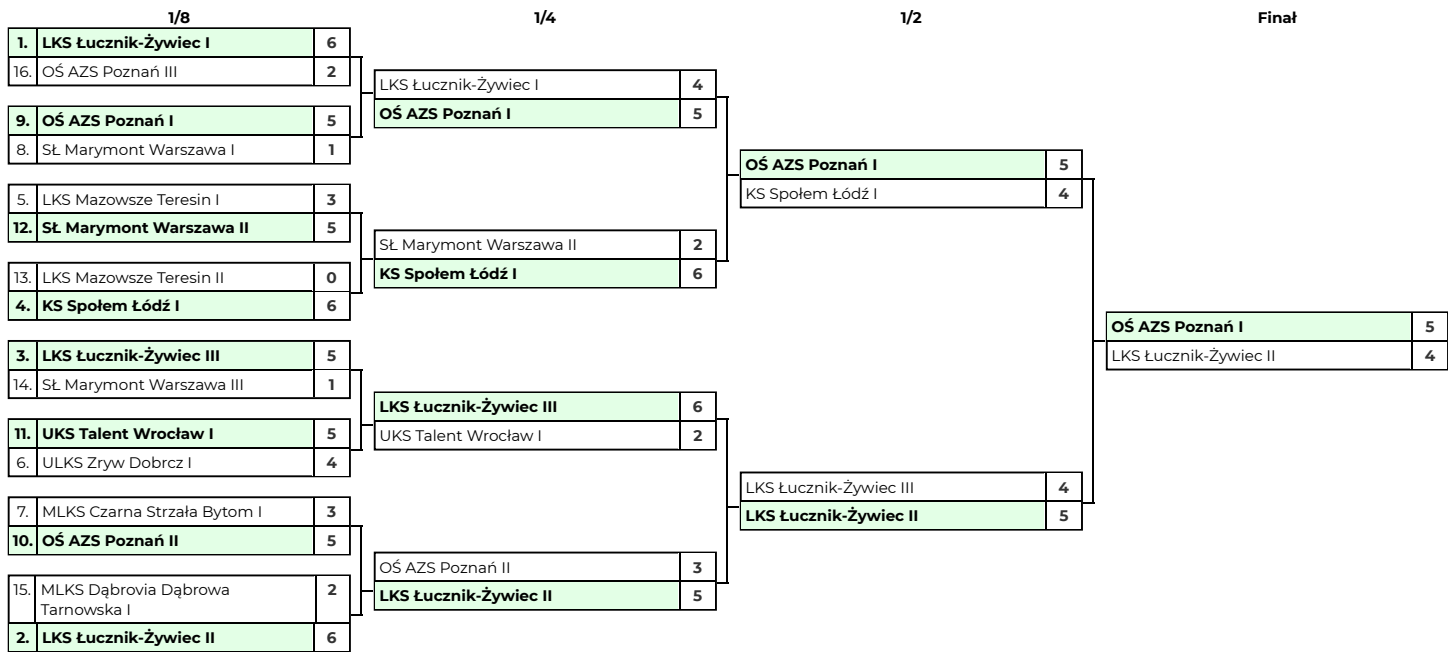 1/8 1/4 1/2 Finał
1. LKS Łucznik-Żywiec I 6
16. OŚ AZS Poznań III 2
9. OŚ AZS Poznań I 5
8. SŁ Marymont Warszawa I 1
5. LKS Mazowsze Teresin I 3
12. SŁ Marymont Warszawa II 5
13. LKS Mazowsze Teresin II 0
4. KS Społem Łódź I 6
3. LKS Łucznik-Żywiec III 5
14. SŁ Marymont Warszawa III 1
11. UKS Talent Wrocław I 5
6. ULKS Zryw Dobrcz I 4
7. MLKS Czarna Strzała Bytom I 3
10. OŚ AZS Poznań II 5
15. MLKS Dąbrovia Dąbrowa 2
Tarnowska I
2. LKS Łucznik-Żywiec II 6
LKS Łucznik-Żywiec I 4
OŚ AZS Poznań I 5
SŁ Marymont Warszawa II 2
KS Społem Łódź I 6
LKS Łucznik-Żywiec III 6
UKS Talent Wrocław I 2
OŚ AZS Poznań II 3
LKS Łucznik-Żywiec II 5
OŚ AZS Poznań I 5
KS Społem Łódź I 4
LKS Łucznik-Żywiec III 4
LKS Łucznik-Żywiec II 5
OŚ AZS Poznań I 5
LKS Łucznik-Żywiec II 4